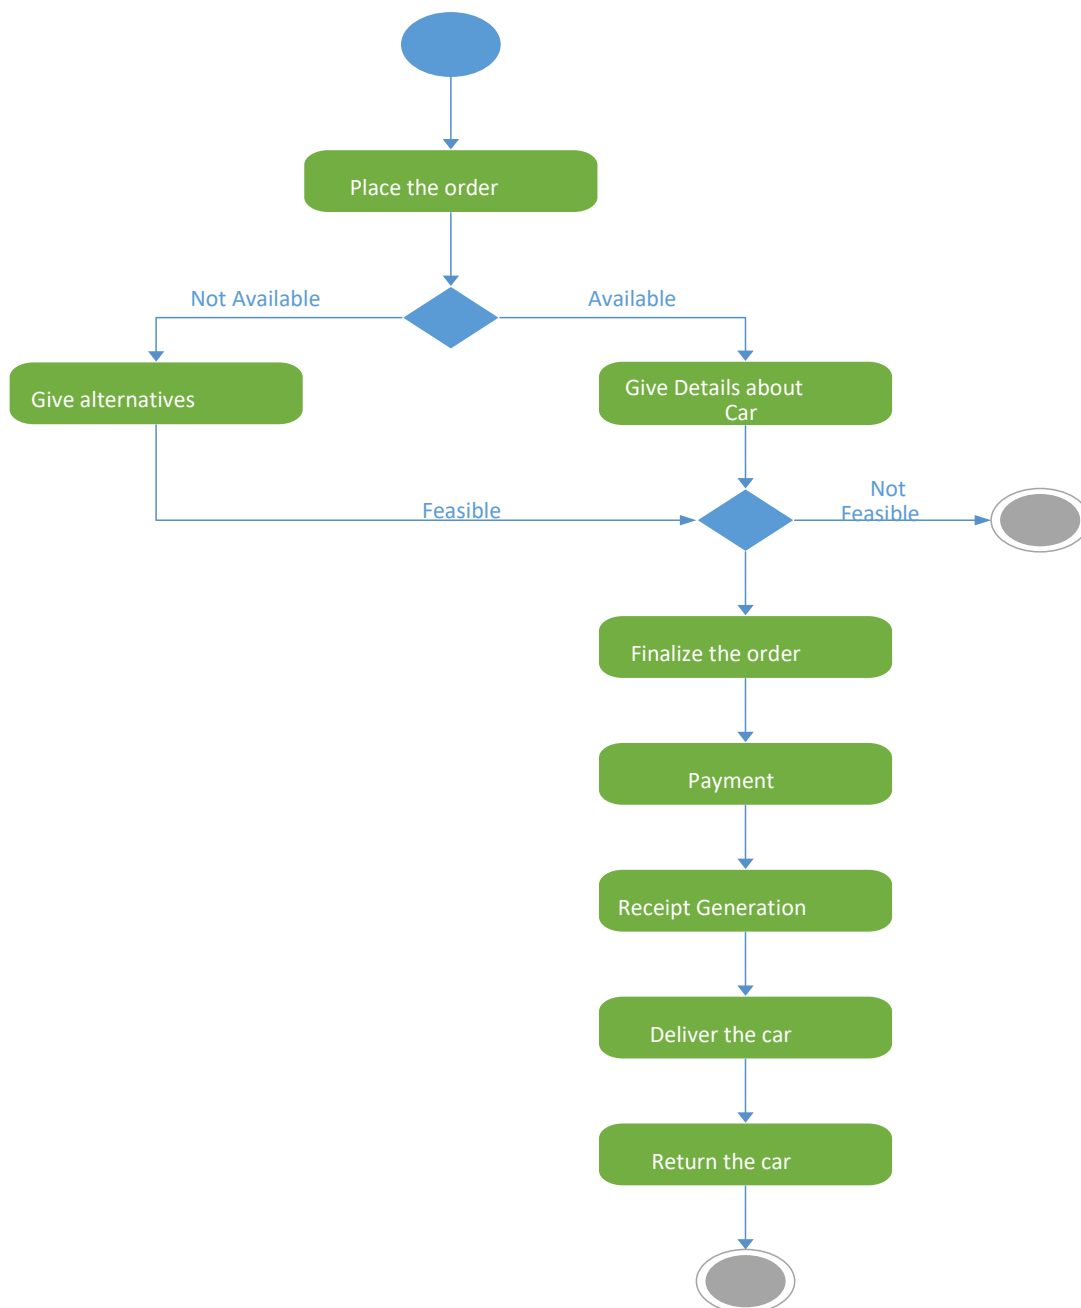 Place the order
Not Available
Available
Give alternatives
Give Details about
Car
Feasible
Not
Feasible
Finalize the order
Payment
Receipt Generation
Deliver the car
Return the car